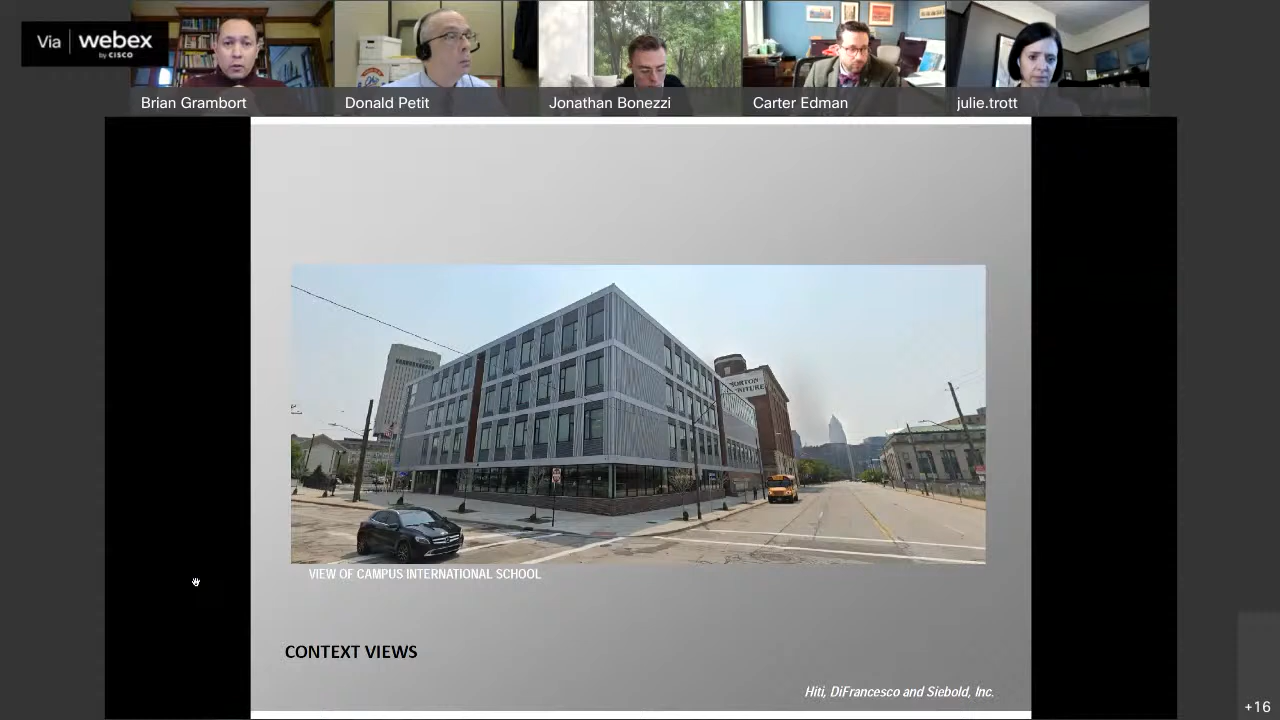 Via webex
by CISCO
Brian Grambort
Donald Petit
Jonathan Bonezzi
Carter Edman
julie.trott
VIEW OF CAMPUS INTERNATIONAL SCHOOL
CONTEXT VIEWS
Hiti, DiFrancesco and Siebold, Inc.
+16